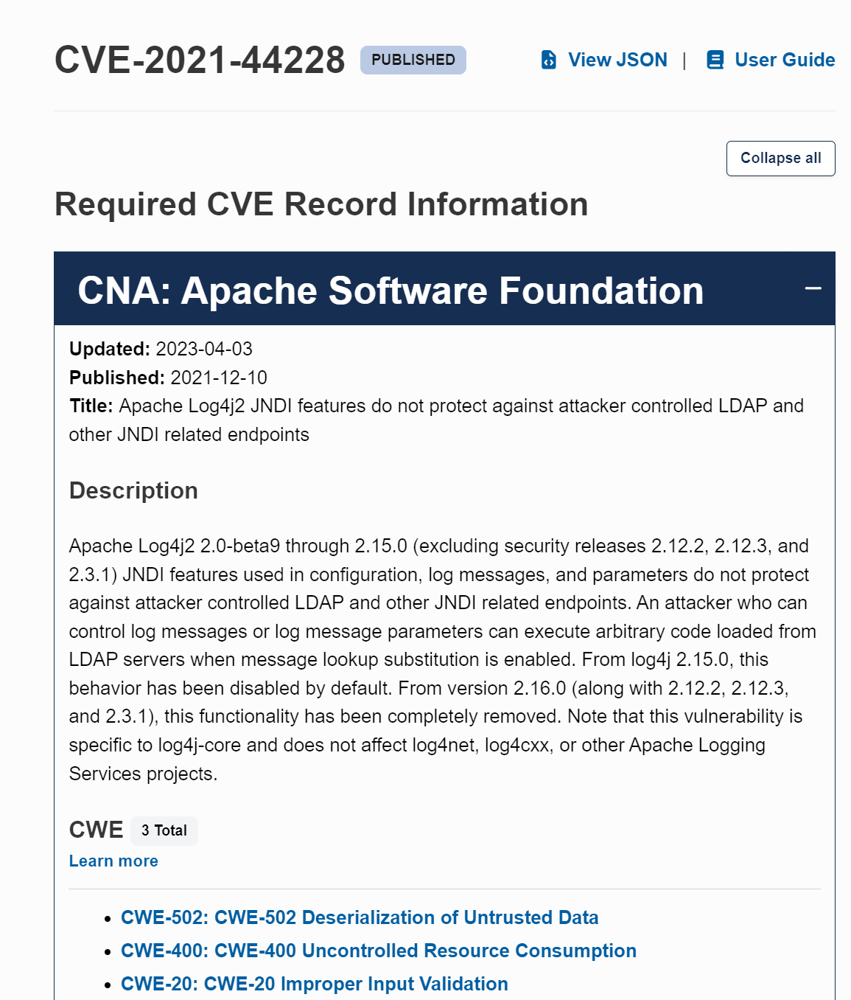 CVE-2021-44228 PUBLISHED View JSON | User Guide
Collapse all
Required CVE Record Information
CNA: Apache Software Foundation
Updated: 2023-04-03
Published: 2021-12-10
Title: Apache Log4j2 JNDI features do not protect against attacker controlled LDAP and
other JNDI related endpoints
Description
Apache Log4j2 2.0-beta9 through 2.15.0 (excluding security releases 2.12.2, 2.12.3, and
2.3.1) JNDI features used in configuration, log messages, and parameters do not protect
against attacker controlled LDAP and other JNDI related endpoints. An attacker who can
control log messages or log message parameters can execute arbitrary code loaded from
LDAP servers when message lookup substitution is enabled. From log4j 2.15.0, this
behavior has been disabled by default. From version 2.16.0 (along with 2.12.2, 2.12.3,
and 2.3.1), this functionality has been completely removed. Note that this vulnerability is
specific to log4j-core and does not affect log4net, log4cxx, or other Apache Logging
Services projects.
CWE 3 Total
Learn more
• CWE-502: CWE-502 Deserialization of Untrusted Data
• CWE-400: CWE-400 Uncontrolled Resource Consumption
• CWE-20: CWE-20 Improper Input Validation